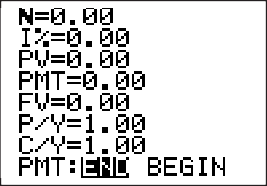 N=0.00
I%=0.00
PV=0.00
PMT=0.00
FV=0.00
P/Y=1.00
C/Y=1.00
PMT:END BEGIN